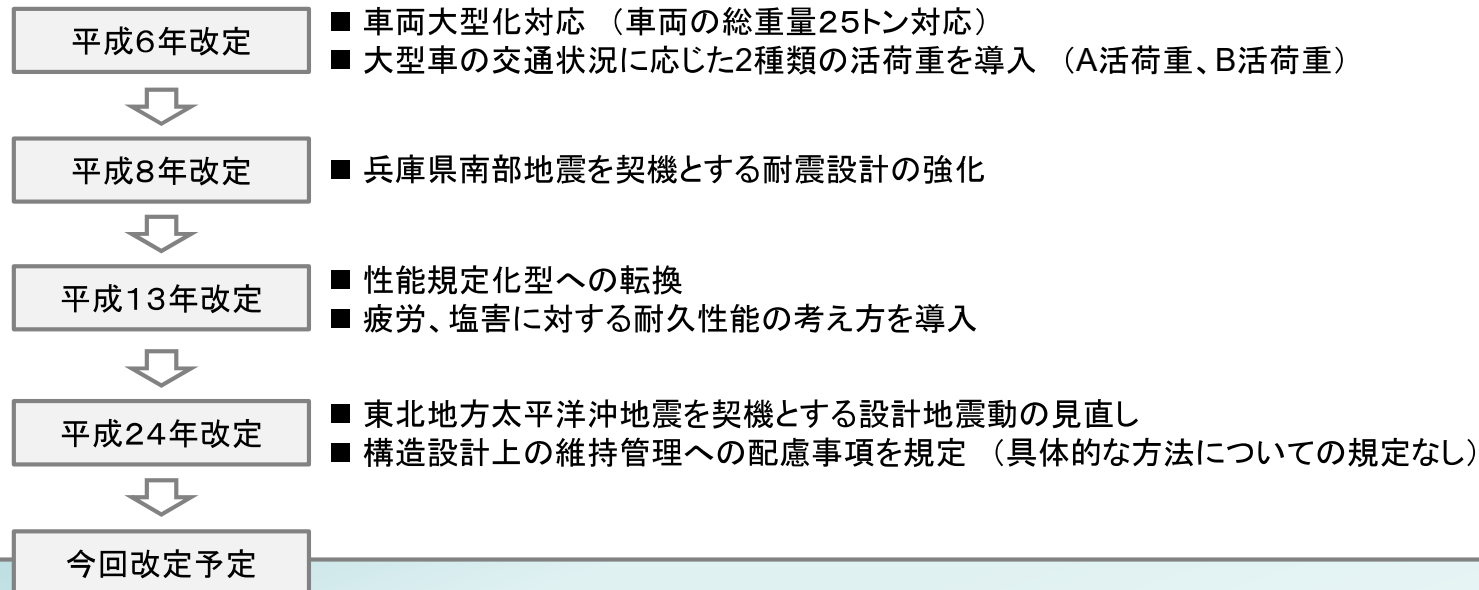 平成6年改定
■ 車両大型化対応 （車両の総重量25トン対応）
■ 大型車の交通状況に応じた2種類の活荷重を導入 （A活荷重、B活荷重）
平成8年改定
■ 兵庫県南部地震を契機とする耐震設計の強化
平成13年改定
■ 性能規定化型への転換
■ 疲労、塩害に対する耐久性能の考え方を導入
平成24年改定
■ 東北地方太平洋沖地震を契機とする設計地震動の見直し
■ 構造設計上の維持管理への配慮事項を規定 （具体的な方法についての規定なし）
今回改定予定